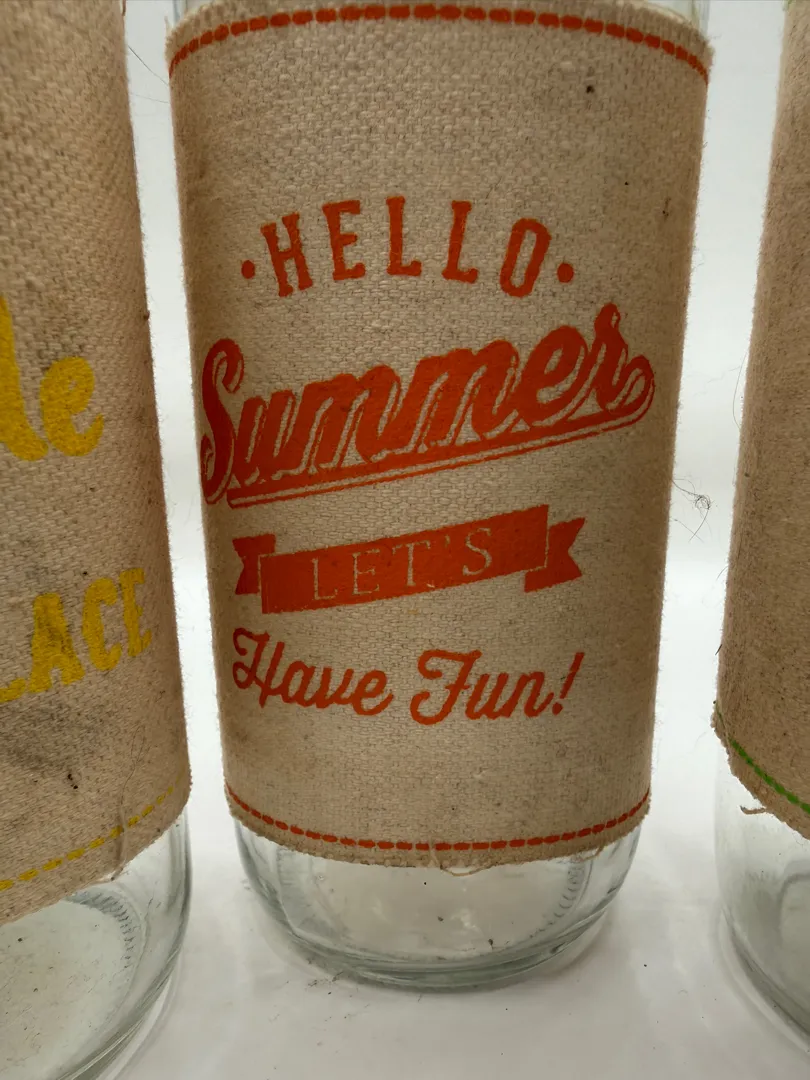 • HELLO •
Summer
LET'S
Have Fun!